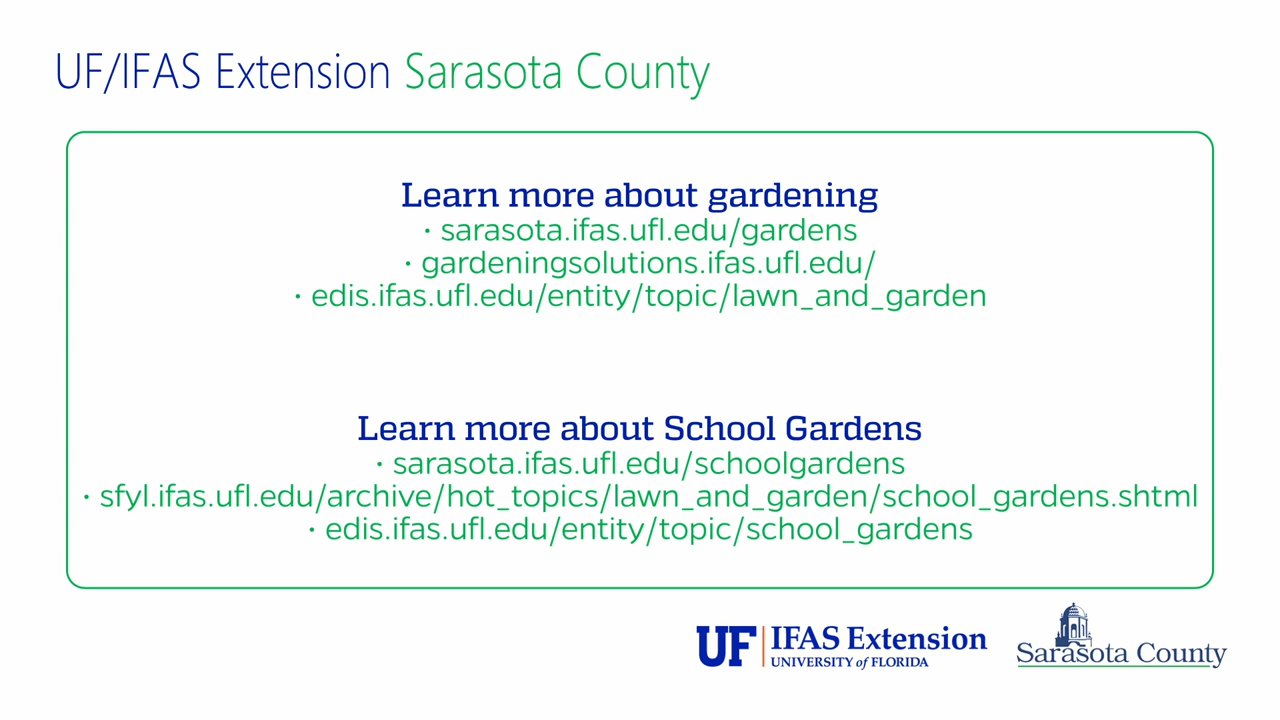 UF/IFAS Extension Sarasota County
Learn more about gardening
• sarasota.ifas.ufl.edu/gardens
• gardeningsolutions.ifas.ufl.edu/
• edis.ifas.ufl.edu/entity/topic/lawn_and_garden
Learn more about School Gardens
• sarasota.ifas.ufl.edu/schoolgardens
• sfyl.ifas.ufl.edu/archive/hot_topics/lawn_and_garden/school_gardens.shtml
• edis.ifas.ufl.edu/entity/topic/school_gardens
UF IFAS Extension
UNIVERSITY of FLORIDA
Sarasota County